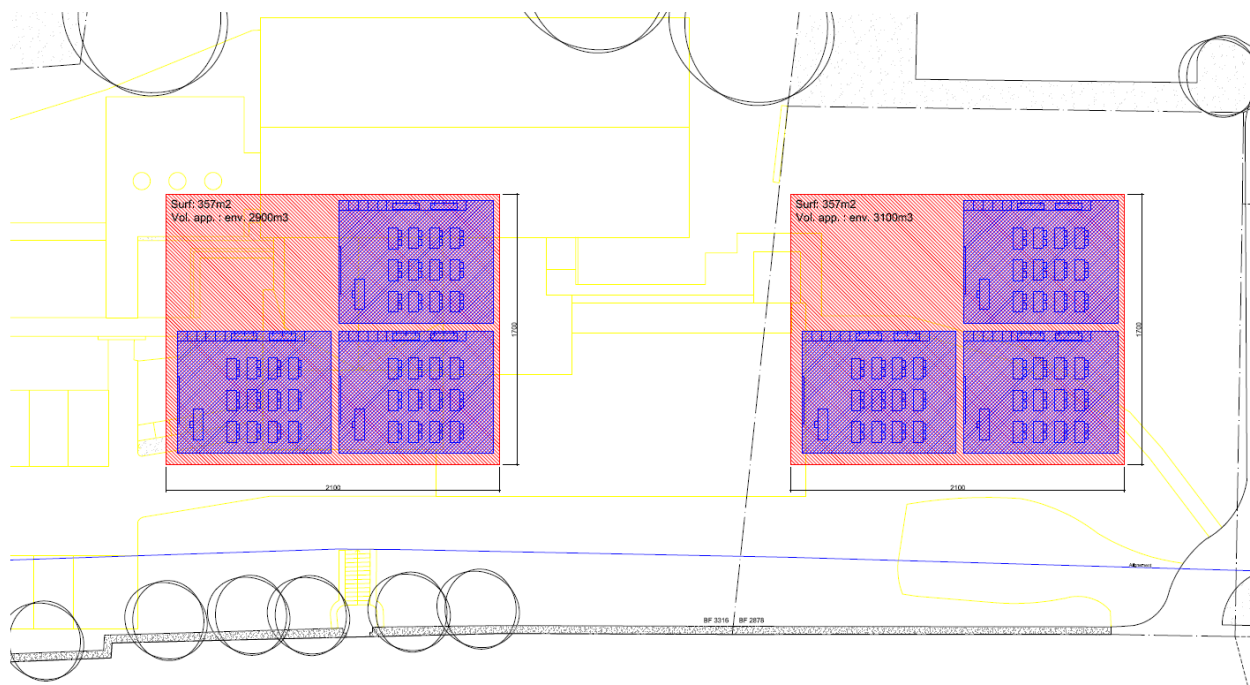 Surf: 357m2
Vol. app. : env. 2900m3
Surf: 357m2
Vol. app. : env. 3100m3
1700
1700
2100
2100
Alignement
BF 3316
BF 2878